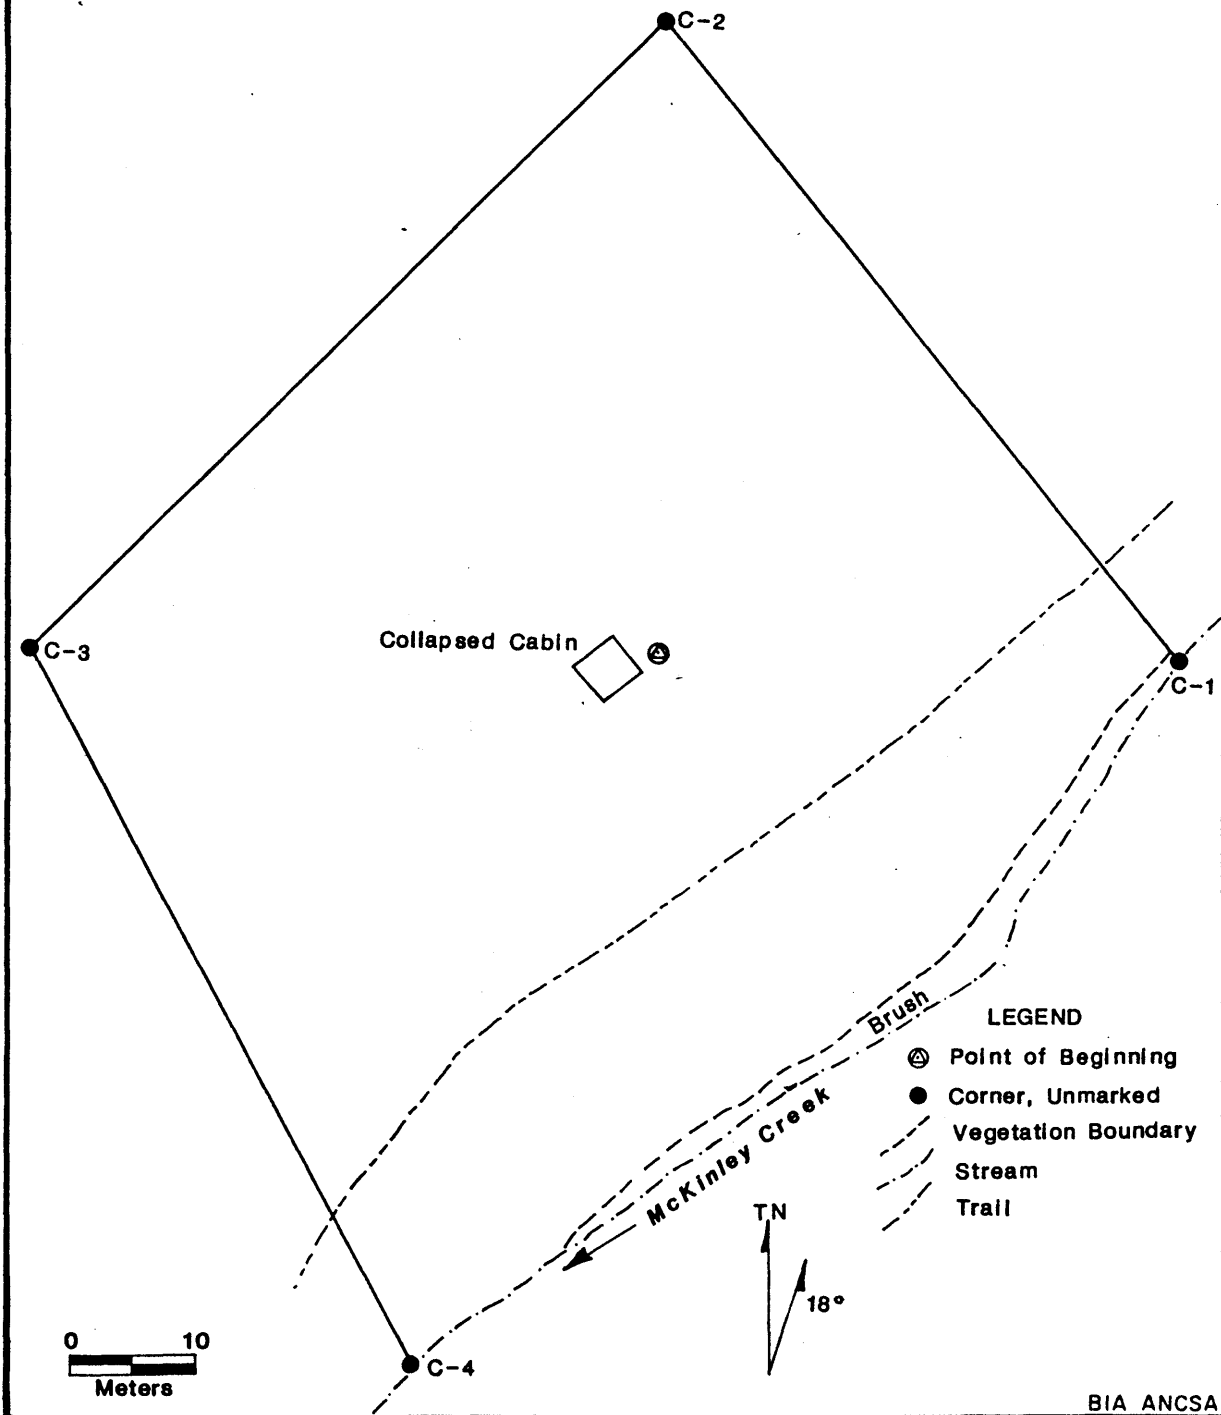 C-2
Collapsed Cabin
C-3
C-1
Brush
McKinley Creek
LEGEND
Point of Beginning
Corner, Unmarked
Vegetation Boundary
Stream
Trail
TN
18°
0 10
Meters
C-4
BIA ANCSA